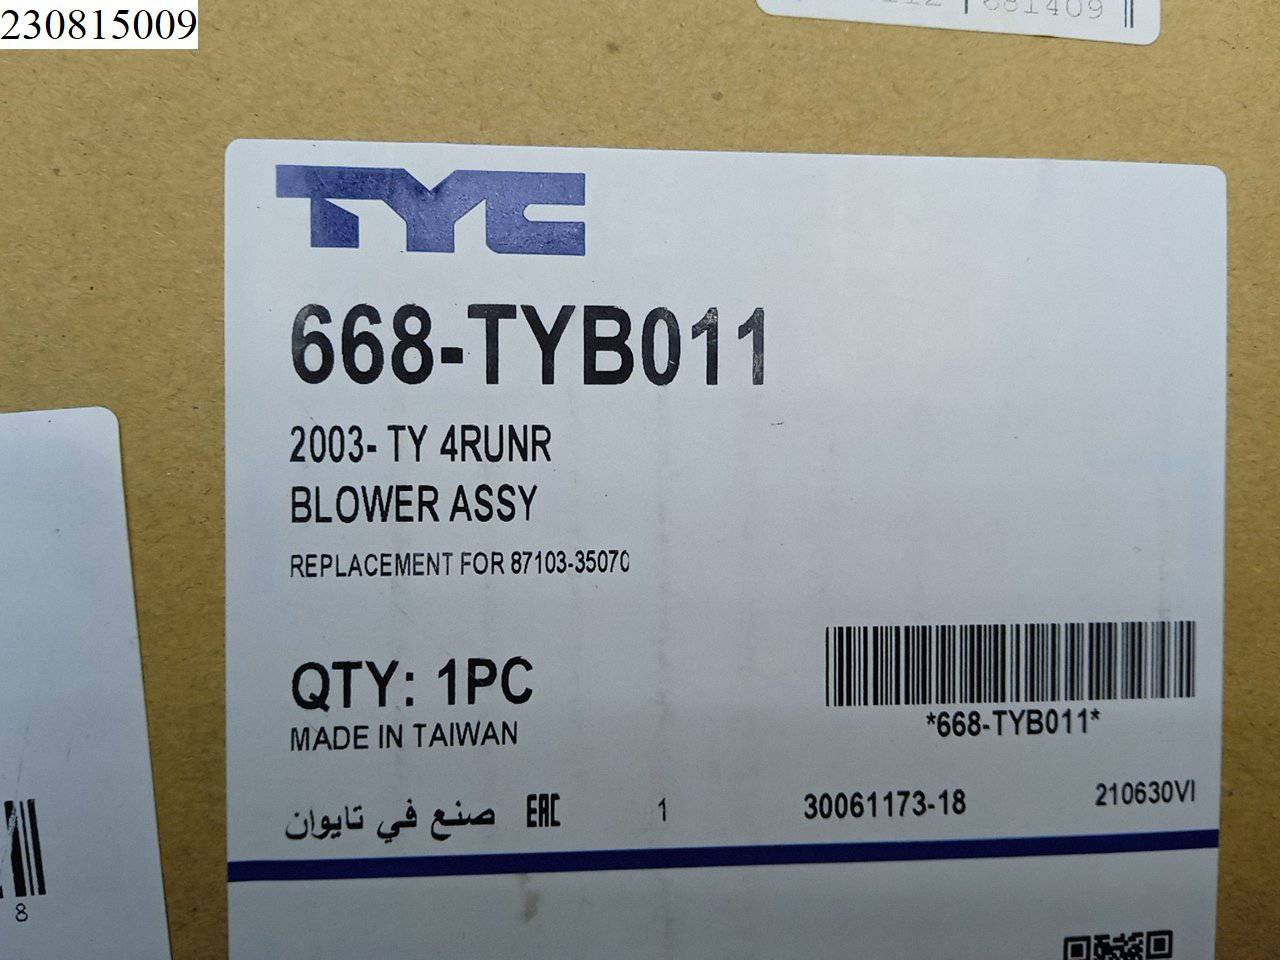 230815009
681409
TYC
668-TYB011
2003- TY 4RUNR
BLOWER ASSY
REPLACEMENT FOR 87103-35070
QTY: 1PC
MADE IN TAIWAN
*668-TYB011*
صنع في تايوان EAC 1 30061173-18 210630VI
8